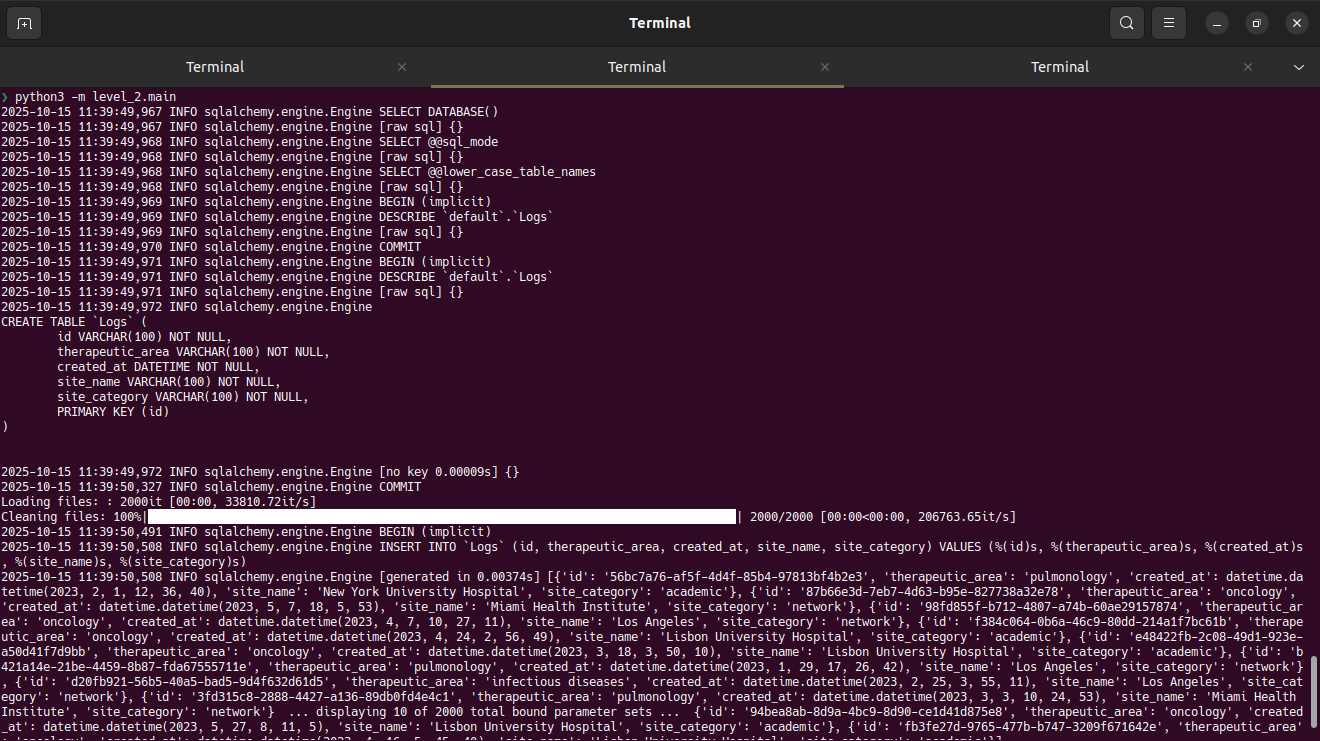 Terminal
Terminal
Terminal
Terminal
❯ python3 -m level_2.main
2025-10-15 11:39:49,967 INFO sqlalchemy.engine.Engine SELECT DATABASE()
2025-10-15 11:39:49,967 INFO sqlalchemy.engine.Engine [raw sql] {}
2025-10-15 11:39:49,968 INFO sqlalchemy.engine.Engine SELECT @@sql_mode
2025-10-15 11:39:49,968 INFO sqlalchemy.engine.Engine [raw sql] {}
2025-10-15 11:39:49,968 INFO sqlalchemy.engine.Engine SELECT @@lower_case_table_names
2025-10-15 11:39:49,968 INFO sqlalchemy.engine.Engine [raw sql] {}
2025-10-15 11:39:49,969 INFO sqlalchemy.engine.Engine BEGIN (implicit)
2025-10-15 11:39:49,969 INFO sqlalchemy.engine.Engine DESCRIBE `default`.`Logs`
2025-10-15 11:39:49,969 INFO sqlalchemy.engine.Engine [raw sql] {}
2025-10-15 11:39:49,970 INFO sqlalchemy.engine.Engine COMMIT
2025-10-15 11:39:49,971 INFO sqlalchemy.engine.Engine BEGIN (implicit)
2025-10-15 11:39:49,971 INFO sqlalchemy.engine.Engine DESCRIBE `default`.`Logs`
2025-10-15 11:39:49,971 INFO sqlalchemy.engine.Engine [raw sql] {}
2025-10-15 11:39:49,972 INFO sqlalchemy.engine.Engine
CREATE TABLE `Logs` (
        id VARCHAR(100) NOT NULL,
        therapeutic_area VARCHAR(100) NOT NULL,
        created_at DATETIME NOT NULL,
        site_name VARCHAR(100) NOT NULL,
        site_category VARCHAR(100) NOT NULL,
        PRIMARY KEY (id)
)
2025-10-15 11:39:49,972 INFO sqlalchemy.engine.Engine [no key 0.00009s] {}
2025-10-15 11:39:50,327 INFO sqlalchemy.engine.Engine COMMIT
Loading files: : 2000it [00:00, 33810.72it/s]
Cleaning files: 100%| | 2000/2000 [00:00<00:00, 206763.65it/s]
2025-10-15 11:39:50,491 INFO sqlalchemy.engine.Engine BEGIN (implicit)
2025-10-15 11:39:50,508 INFO sqlalchemy.engine.Engine INSERT INTO `Logs` (id, therapeutic_area, created_at, site_name, site_category) VALUES (%(id)s, %(therapeutic_area)s, %(created_at)s
, %(site_name)s, %(site_category)s)
2025-10-15 11:39:50,508 INFO sqlalchemy.engine.Engine [generated in 0.00374s] [{'id': '56bc7a76-af5f-4d4f-85b4-97813bf4b2e3', 'therapeutic_area': 'pulmonology', 'created_at': datetime.da
tetime(2023, 2, 1, 12, 36, 40), 'site_name': 'New York University Hospital', 'site_category': 'academic'}, {'id': '87b66e3d-7eb7-4d63-b95e-827738a32e78', 'therapeutic_area': 'oncology',
'created_at': datetime.datetime(2023, 5, 7, 18, 5, 53), 'site_name': 'Miami Health Institute', 'site_category': 'network'}, {'id': '98fd855f-b712-4807-a74b-60ae29157874', 'therapeutic_ar
ea': 'oncology', 'created_at': datetime.datetime(2023, 4, 7, 10, 27, 11), 'site_name': 'Los Angeles', 'site_category': 'network'}, {'id': 'f384c064-0b6a-46c9-80dd-214a1f7bc61b', 'therape
utic_area': 'oncology', 'created_at': datetime.datetime(2023, 4, 24, 2, 56, 49), 'site_name': 'Lisbon University Hospital', 'site_category': 'academic'}, {'id': 'e48422fb-2c08-49d1-923e-
a50d41f7d9bb', 'therapeutic_area': 'oncology', 'created_at': datetime.datetime(2023, 3, 18, 3, 50, 10), 'site_name': 'Lisbon University Hospital', 'site_category': 'academic'}, {'id': 'b
421a14e-21be-4459-8b87-fda67555711e', 'therapeutic_area': 'pulmonology', 'created_at': datetime.datetime(2023, 1, 29, 17, 26, 42), 'site_name': 'Los Angeles', 'site_category': 'network'}
, {'id': 'd20fb921-56b5-40a5-bad5-9d4f632d61d5', 'therapeutic_area': 'infectious diseases', 'created_at': datetime.datetime(2023, 2, 25, 3, 55, 11), 'site_name': 'Los Angeles', 'site_cat
egory': 'network'}, {'id': '3fd315c8-2888-4427-a136-89db0fd4e4c1', 'therapeutic_area': 'pulmonology', 'created_at': datetime.datetime(2023, 3, 3, 10, 24, 53), 'site_name': 'Miami Health
Institute', 'site_category': 'network'}  ... displaying 10 of 2000 total bound parameter sets ...  {'id': '94bea8ab-8d9a-4bc9-8d90-ce1d41d875e8', 'therapeutic_area': 'oncology', 'created
_at': datetime.datetime(2023, 5, 27, 8, 11, 5), 'site_name': 'Lisbon University Hospital', 'site_category': 'academic'}, {'id': 'fb3fe27d-9765-477b-b747-3209f671642e', 'therapeutic_area'